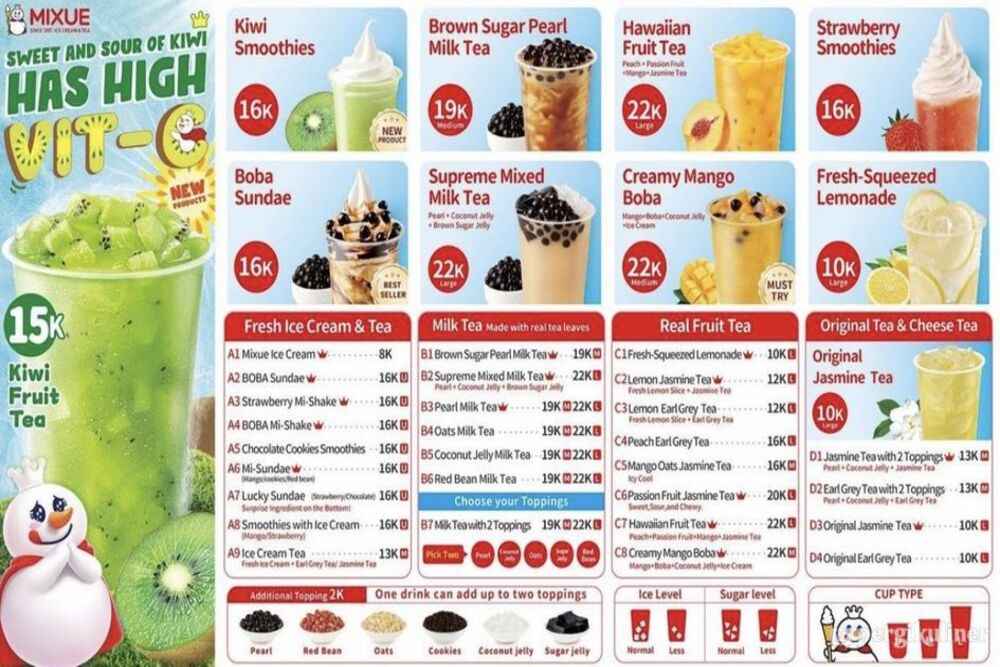 MIXUE
SINCE 1997 ICE CREAM & TEA
SWEET AND SOUR OF KIWI
HAS HIGH
VIT-C
NEW
PRODUCTS
15K
Kiwi
Fruit
Tea
Kiwi
Smoothies
16K
NEW
PRODUCT
Brown Sugar Pearl
Milk Tea
19K
Medium
Hawaiian
Fruit Tea
Peach • Passion Fruit
•Mango•Jasmine Tea
22K
Large
Strawberry
Smoothies
16K
Boba
Sundae
16K
BEST
SELLER
Supreme Mixed
Milk Tea
Pearl • Coconut Jelly
• Brown Sugar Jelly
22K
Large
Creamy Mango
Boba
Mango•Boba•Coconut Jelly
•Ice Cream
22K
Medium
MUST
TRY
Fresh-Squeezed
Lemonade
10K
Large
Fresh Ice Cream & Tea
A1 Mixue Ice Cream 8K
A2 BOBA Sundae 16K U
A3 Strawberry Mi-Shake 16K U
A4 BOBA Mi-Shake 16K U
A5 Chocolate Cookies Smoothies 16K U
A6 Mi-Sundae 16K U
(Mango/cookies/Red bean)
A7 Lucky Sundae (Strawberry/Chocolate) 16K U
Surprise Ingredient on the Bottom!
A8 Smoothies with Ice Cream 16K U
(Mango/Strawberry)
A9 Ice Cream Tea 13K M
Fresh Ice Cream • Earl Grey Tea/ Jasmine Tea
Milk Tea Made with real tea leaves
B1 Brown Sugar Pearl Milk Tea 19K M
B2 Supreme Mixed Milk Tea 22K L
Pearl • Coconut Jelly • Brown Sugar Jelly
B3 Pearl Milk Tea 19K M 22K L
B4 Oats Milk Tea 19K M 22K L
B5 Coconut Jelly Milk Tea 19K M 22K L
B6 Red Bean Milk Tea 19K M 22K L
Choose your Toppings
B7 Milk Tea with 2 Toppings 19K M 22K L
Pick Two Pearl Coconut Jelly Oats Sugar Jelly Red Bean
Real Fruit Tea
C1 Fresh-Squeezed Lemonade 10K L
C2 Lemon Jasmine Tea 12K L
Fresh Lemon Slice • Jasmine Tea
C3 Lemon Earl Grey Tea 12K L
Fresh Lemon Slice • Earl Grey Tea
C4 Peach Earl Grey Tea 16K L
C5 Mango Oats Jasmine Tea 16K M
Icy Cool
C6 Passion Fruit Jasmine Tea 20K L
Sweet,Sour,and Chewy
C7 Hawaiian Fruit Tea 22K L
Peach•Passion Fruit•Mango•Jasmine Tea
C8 Creamy Mango Boba 22K M
Mango•Boba•Coconut Jelly•Ice Cream
Original Tea & Cheese Tea
Original
Jasmine Tea
10K
Large
D1 Jasmine Tea with 2 Toppings 13K M
Pearl • Coconut Jelly • Jasmine Tea
D2 Earl Grey Tea with 2 Toppings 13K M
Pearl • Coconut Jelly • Earl Grey Tea
D3 Original Jasmine Tea 10K L
D4 Original Earl Grey Tea 10K L
Additional Topping 2K One drink can add up to two toppings
Pearl Red Bean Oats Cookies Coconut jelly Sugar jelly
Ice Level Sugar level
Normal Less Normal Less
CUP TYPE